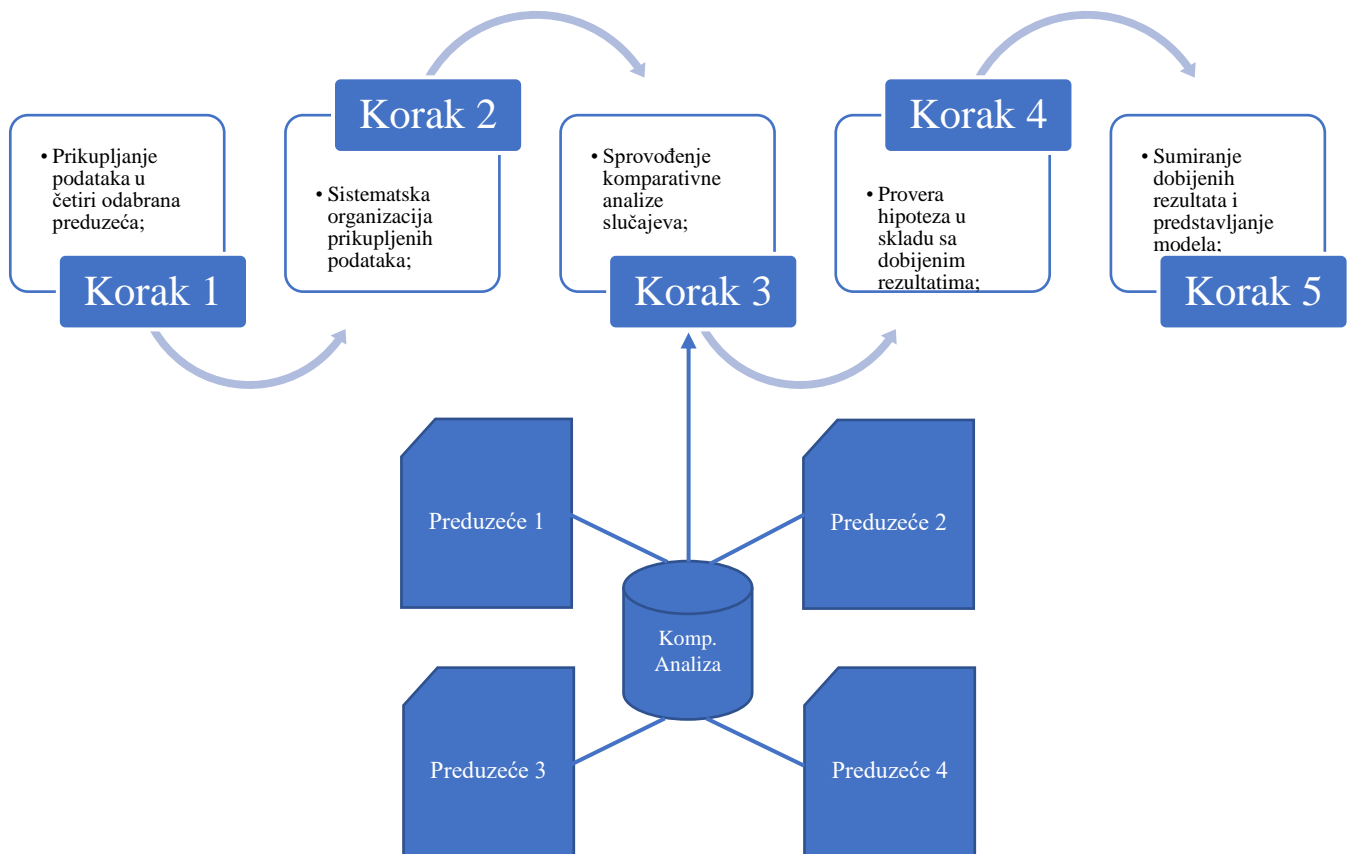 • Prikupljanje
podataka u
četiri odabrana
preduzeća;
Korak 1
Korak 2
• Sistematska
organizacija
prikupljenih
podataka;
• Sprovođenje
komparativne
analize
slučajeva;
Korak 3
Korak 4
• Provera
hipoteza u
skladu sa
dobijenim
rezultatima;
• Sumiranje
dobijenih
rezultata i
predstavljanje
modela;
Korak 5
Preduzeće 1
Preduzeće 2
Komp.
Analiza
Preduzeće 3
Preduzeće 4